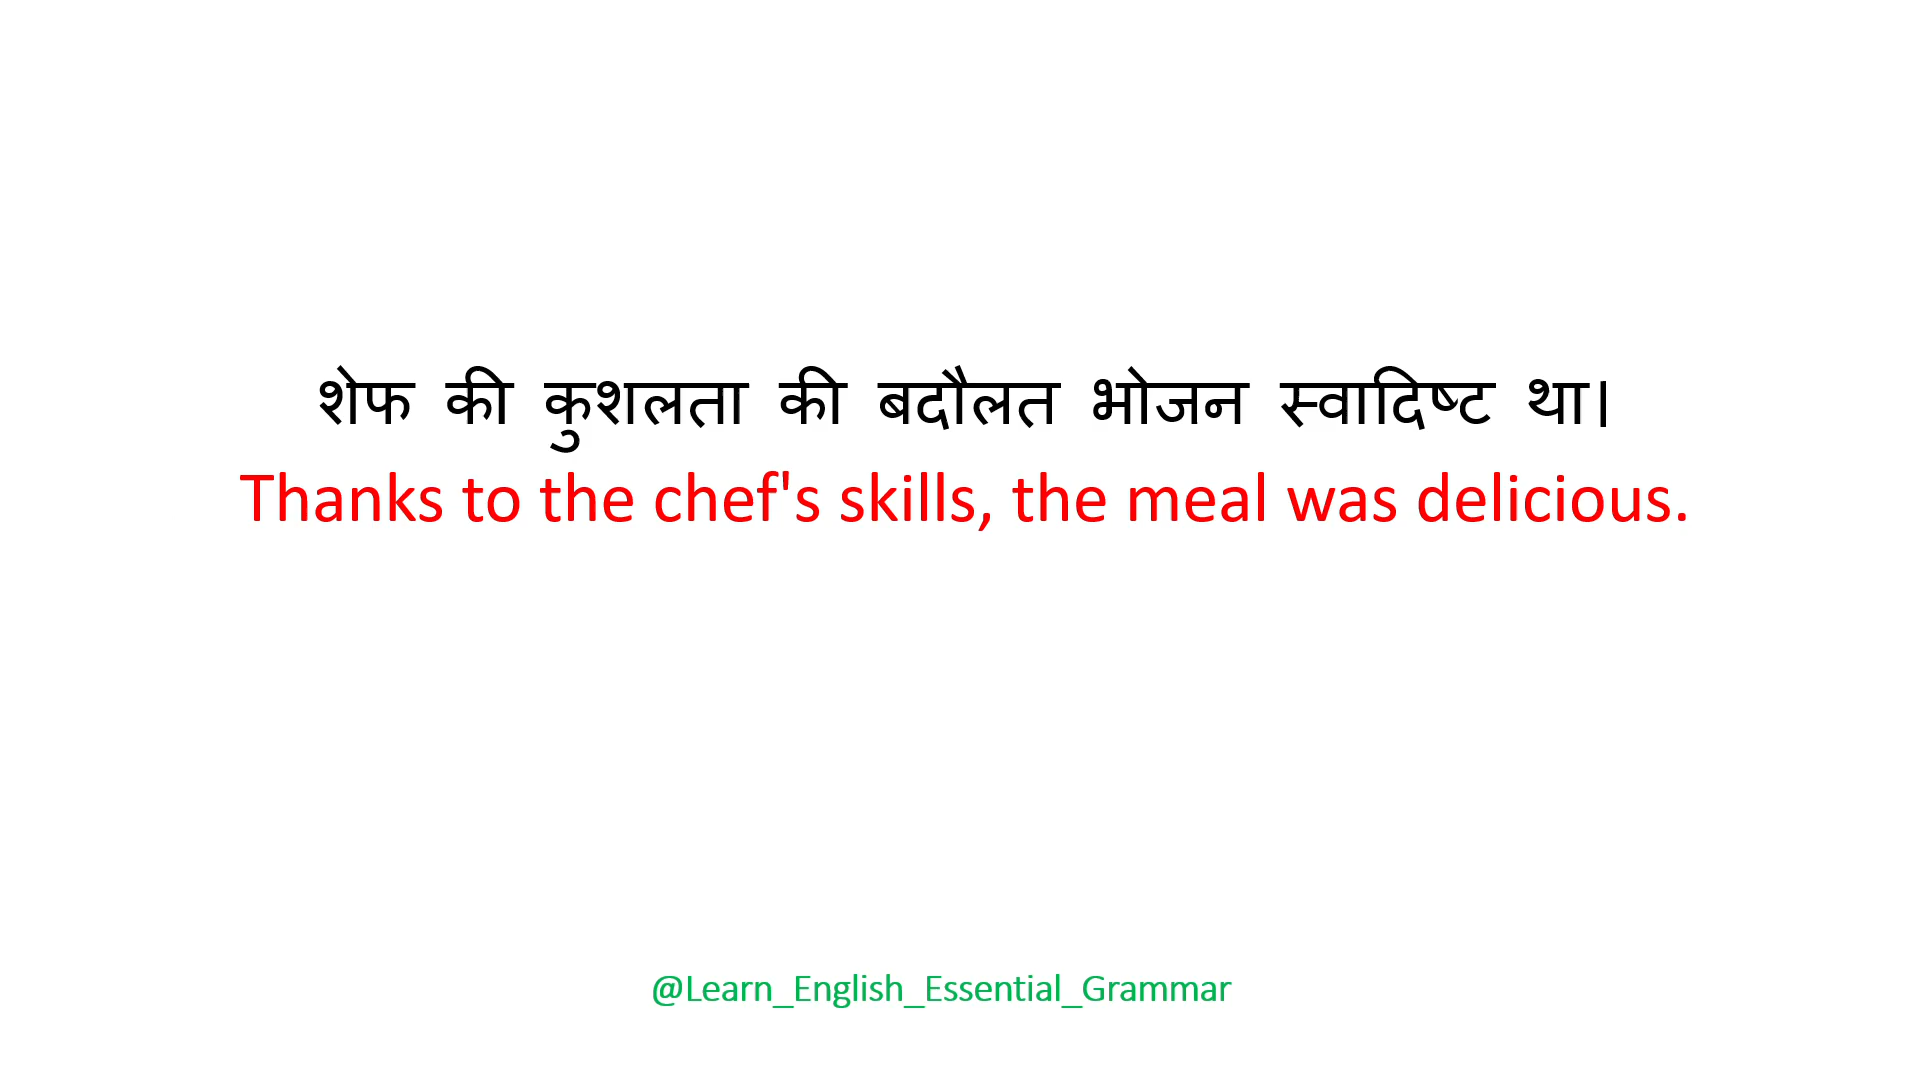 शेफ की कुशलता की बदौलत भोजन स्वादिष्ट था।
Thanks to the chef's skills, the meal was delicious.
@Learn_English_Essential_Grammar